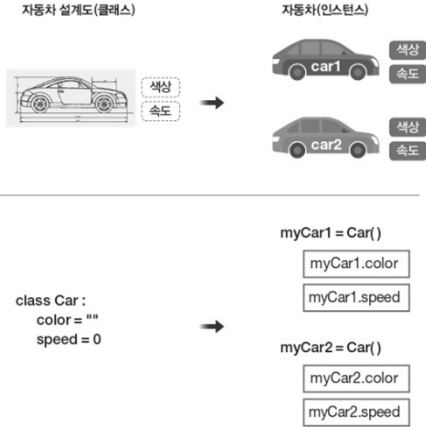 자동차 설계도(클래스)
자동차(인스턴스)
색상
속도
car1
색상
속도
car2
색상
속도
class Car :
color = ""
speed = 0
myCar1 = Car( )
myCar1.color
myCar1.speed
myCar2 = Car( )
myCar2.color
myCar2.speed